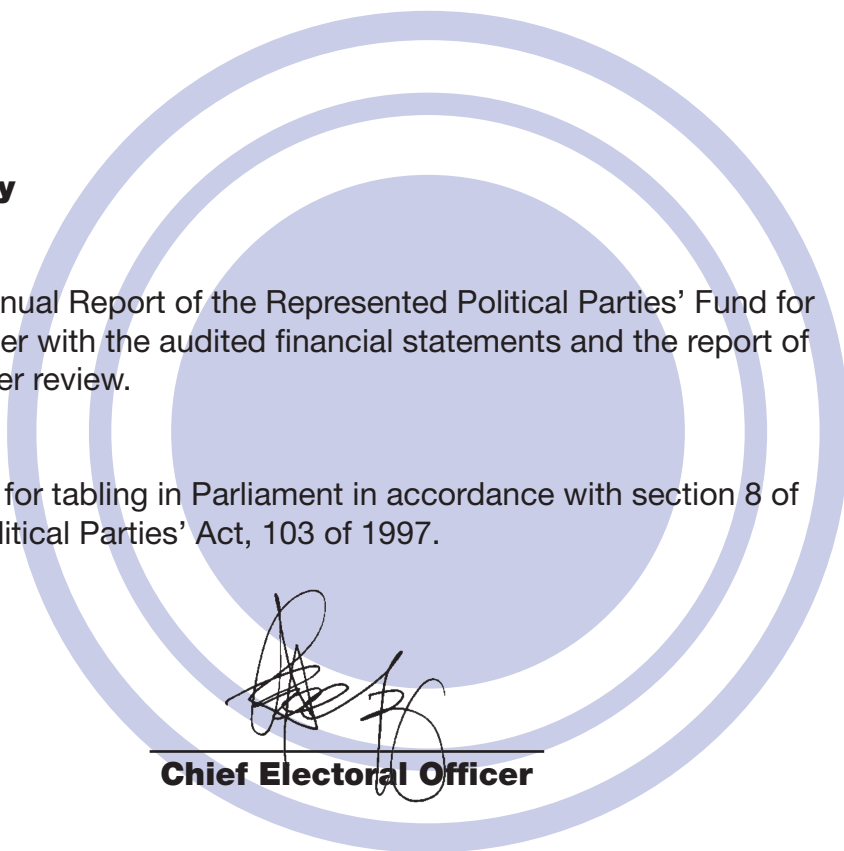 y
nual Report of the Represented Political Parties’ Fund for
er with the audited financial statements and the report of
er review.
for tabling in Parliament in accordance with section 8 of
litical Parties’ Act, 103 of 1997.
Chief Electoral Officer